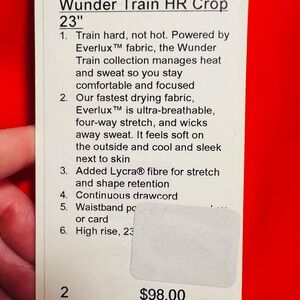 Wunder Train HR Crop
23"
1. Train hard, not hot. Powered by
Everlux™ fabric, the Wunder
Train collection manages heat
and sweat so you stay
comfortable and focused
2. Our fastest drying fabric,
Everlux™ is ultra-breathable,
four-way stretch, and wicks
away sweat. It feels soft on
the outside and cool and sleek
next to skin
3. Added Lycra® fibre for stretch
and shape retention
4. Continuous drawcord
5. Waistband
or card
6. High rise, 23
2 $98.00